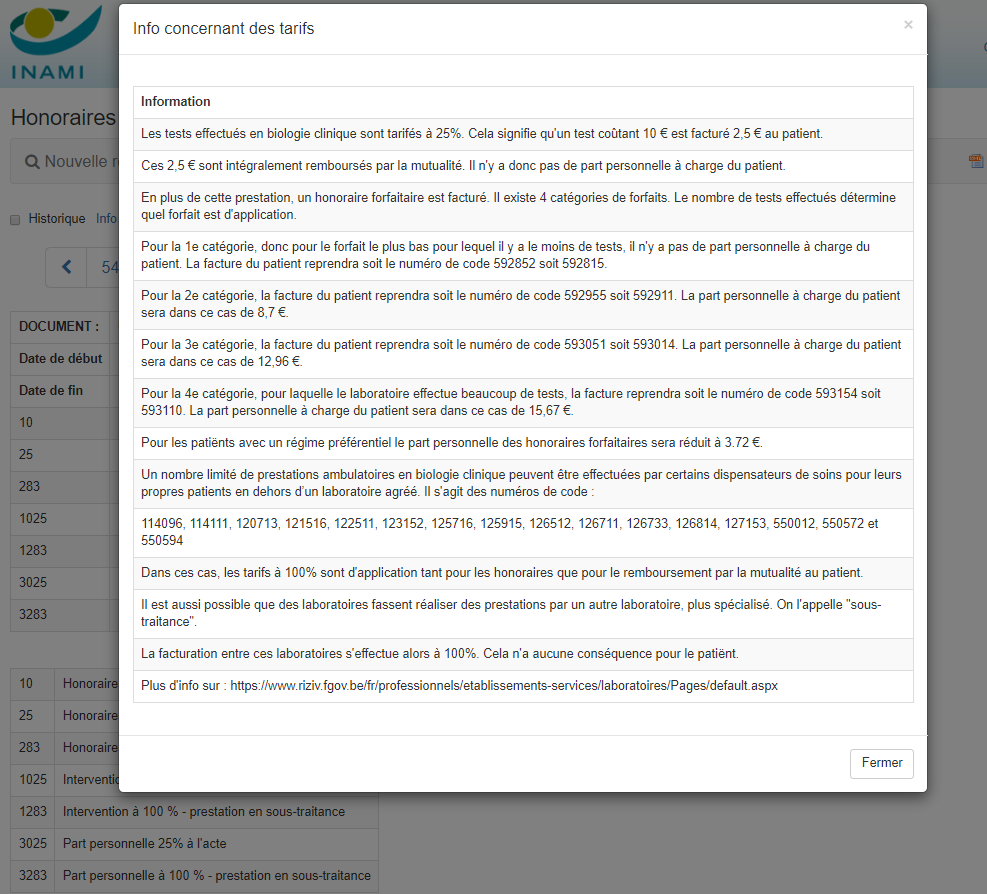 INAMI
Info concernant des tarifs
×
Honoraires
Nouvelle
Historique Info
54
DOCUMENT :
Date de début
Date de fin
10
25
283
1025
1283
3025
3283
Information
Les tests effectués en biologie clinique sont tarifés à 25%. Cela signifie qu'un test coûtant 10 € est facturé 2,5 € au patient.
Ces 2,5 € sont intégralement remboursés par la mutualité. Il n'y a donc pas de part personnelle à charge du patient.
En plus de cette prestation, un honoraire forfaitaire est facturé. Il existe 4 catégories de forfaits. Le nombre de tests effectués détermine
quel forfait est d'application.
Pour la 1e catégorie, donc pour le forfait le plus bas pour lequel il y a le moins de tests, il n'y a pas de part personnelle à charge du
patient. La facture du patient reprendra soit le numéro de code 592852 soit 592815.
Pour la 2e catégorie, la facture du patient reprendra soit le numéro de code 592955 soit 592911. La part personnelle à charge du patient
sera dans ce cas de 8,7 €.
Pour la 3e catégorie, la facture du patient reprendra soit le numéro de code 593051 soit 593014. La part personnelle à charge du patient
sera dans ce cas de 12,96 €.
Pour la 4e catégorie, pour laquelle le laboratoire effectue beaucoup de tests, la facture reprendra soit le numéro de code 593154 soit
593110. La part personnelle à charge du patient sera dans ce cas de 15,67 €.
Pour les patiënts avec un régime préférentiel le part personnelle des honoraires forfaitaires sera réduit à 3.72 €.
Un nombre limité de prestations ambulatoires en biologie clinique peuvent être effectuées par certains dispensateurs de soins pour leurs
propres patients en dehors d'un laboratoire agréé. Il s'agit des numéros de code :
114096, 114111, 120713, 121516, 122511, 123152, 125716, 125915, 126512, 126711, 126733, 126814, 127153, 550012, 550572 et
550594
Dans ces cas, les tarifs à 100% sont d'application tant pour les honoraires que pour le remboursement par la mutualité au patient.
Il est aussi possible que des laboratoires fassent réaliser des prestations par un autre laboratoire, plus spécialisé. On l'appelle "sous-
traitance".
La facturation entre ces laboratoires s'effectue alors à 100%. Cela n'a aucune conséquence pour le patiënt.
Plus d'info sur : https://www.riziv.fgov.be/fr/professionnels/etablissements-services/laboratoires/Pages/default.aspx
Fermer
10 Honoraire
25 Honoraire
283 Honoraire
1025
1283 Intervention à 100 % - prestation en sous-traitance
3025 Part personnelle 25% à l'acte
3283 Part personnelle à 100 % - prestation en sous-traitance